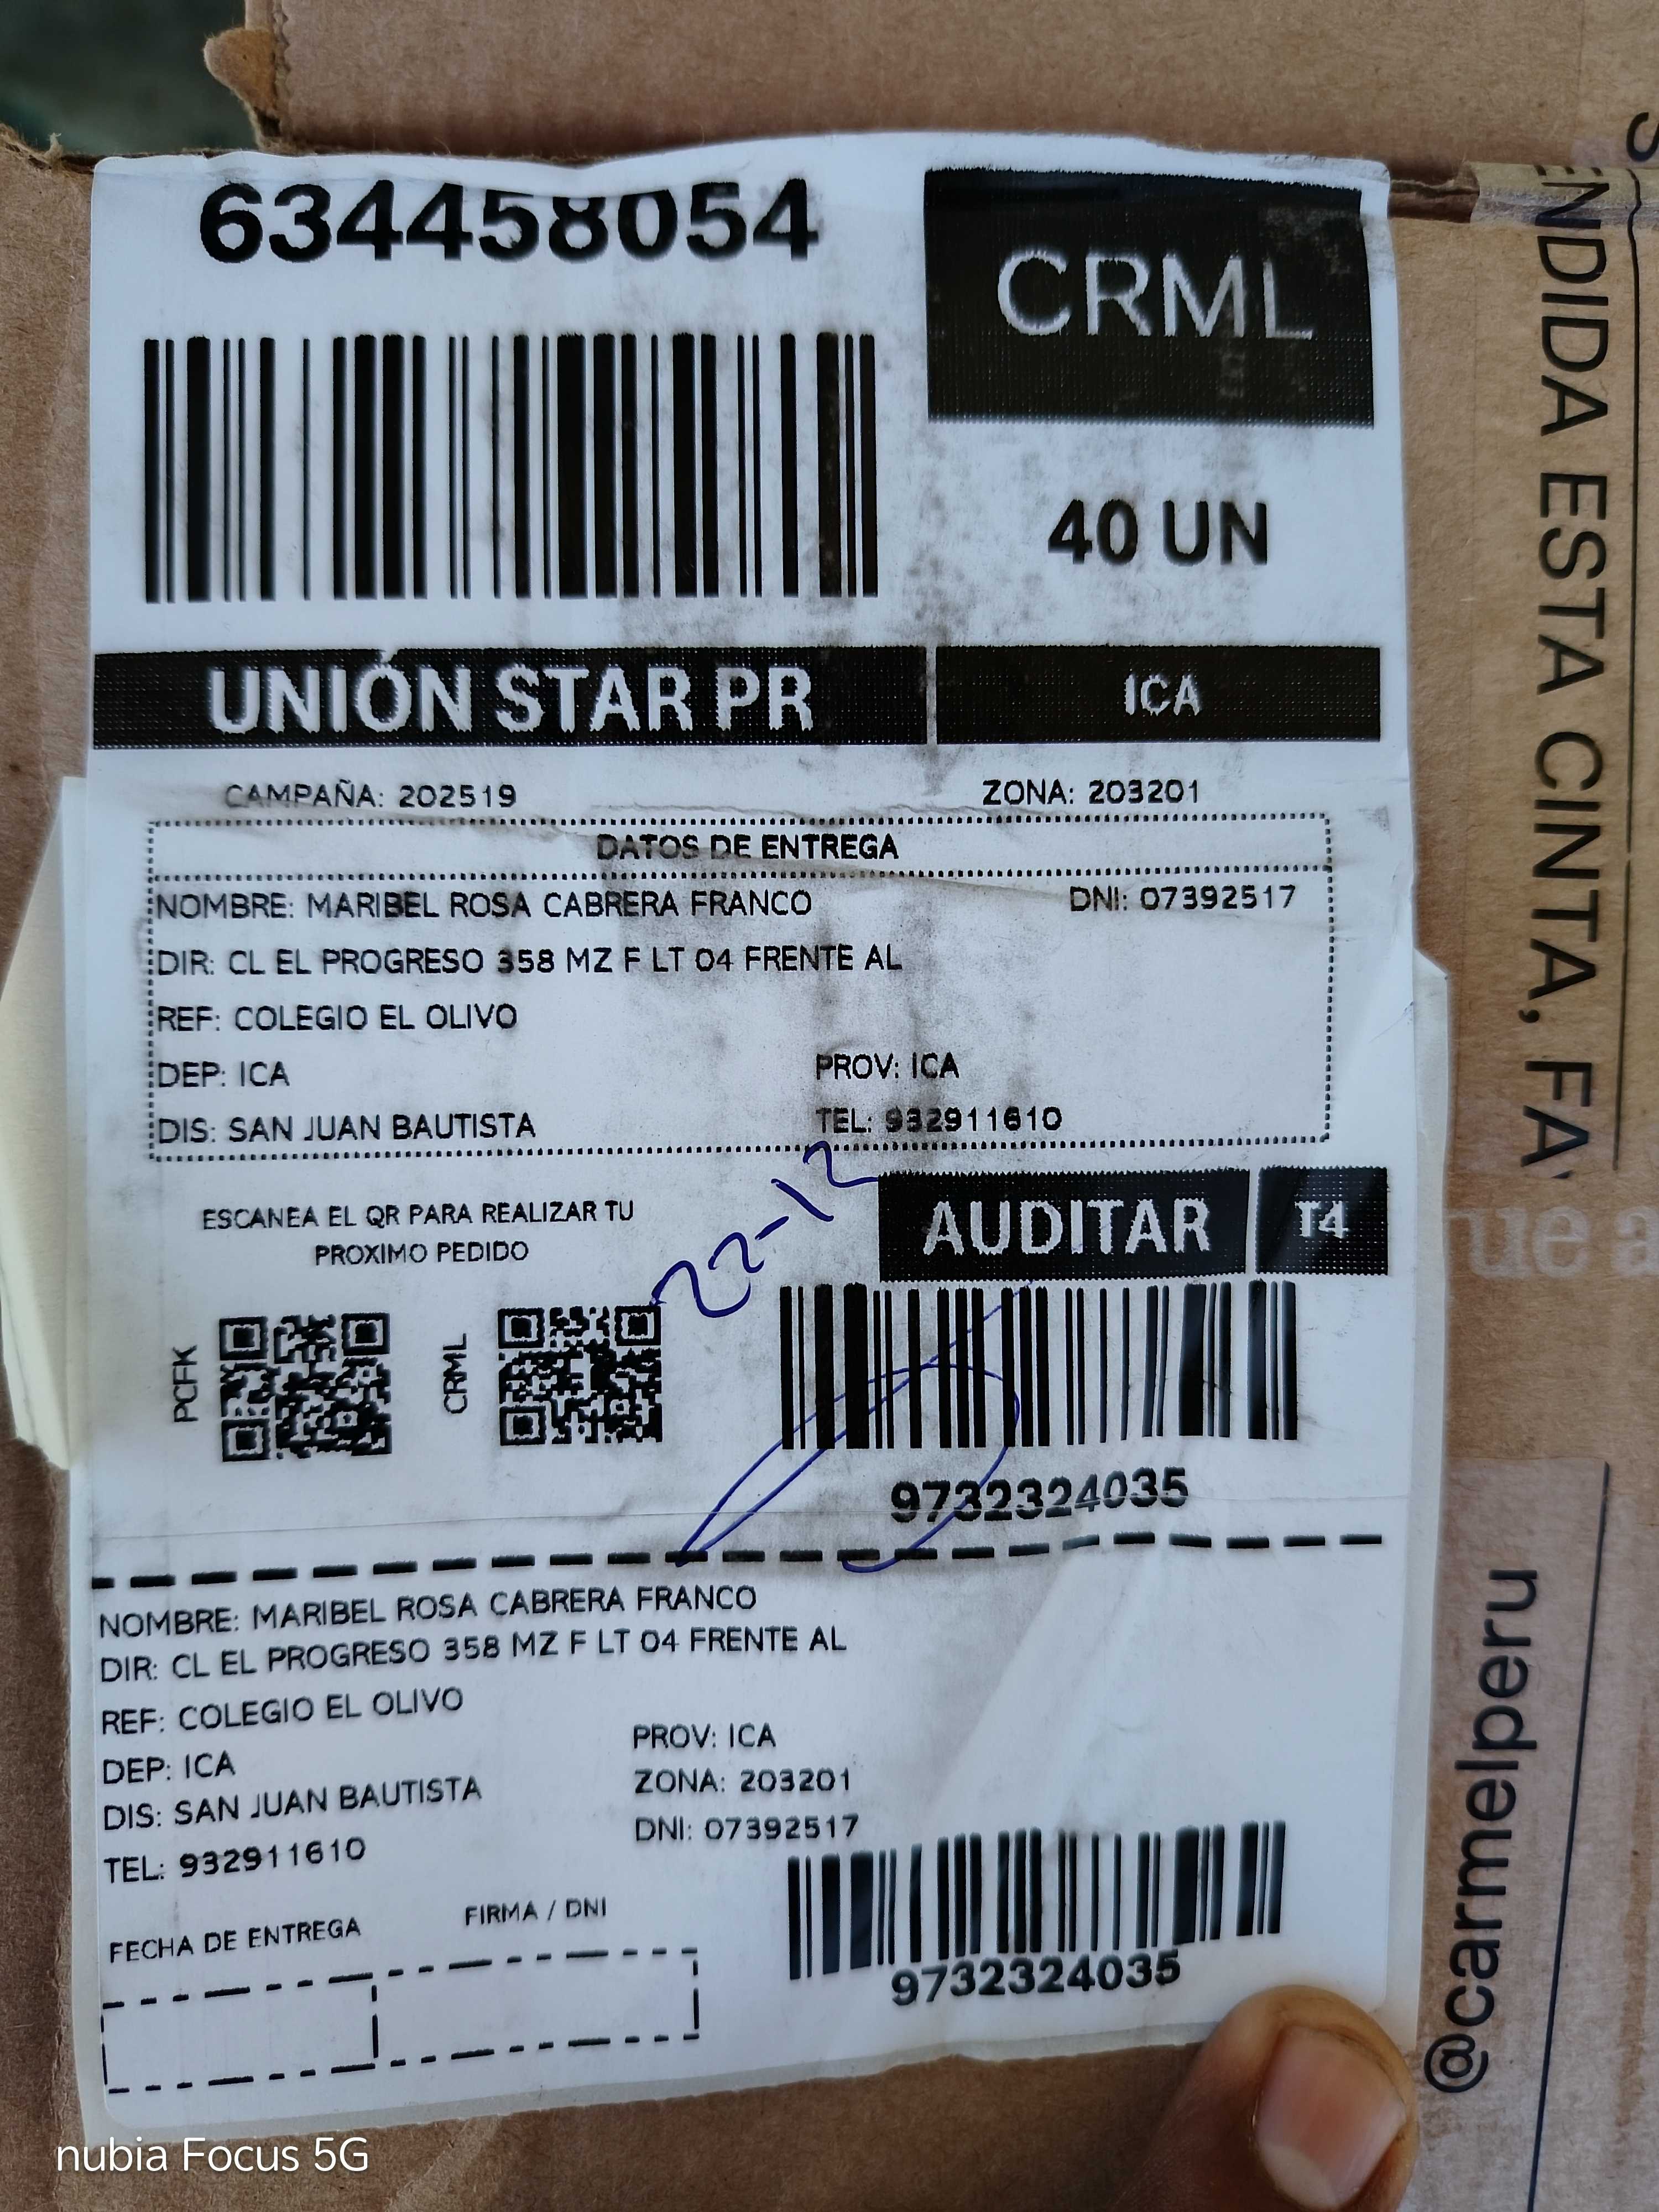 634458054
CRML
40 UN
UNIÓN STAR PR
ICA
CAMPAÑA: 202519
ZONA: 203201
DATOS DE ENTREGA
NOMBRE: MARIBEL ROSA CABRERA FRANCO
DNI: 07392517
DIR: CL EL PROGRESO 358 MZ F LT 04 FRENTE AL
REF: COLEGIO EL OLIVO
DEP: ICA
PROV: ICA
DIS: SAN JUAN BAUTISTA
TEL: 932911610
22-12
ESCANEA EL QR PARA REALIZAR TU
PROXIMO PEDIDO
AUDITAR
T4
PCFK
CRML
9732324035
NOMBRE: MARIBEL ROSA CABRERA FRANCO
DIR: CL EL PROGRESO 358 MZ F LT 04 FRENTE AL
REF: COLEGIO EL OLIVO
DEP: ICA
PROV: ICA
DIS: SAN JUAN BAUTISTA
ZONA: 203201
TEL: 932911610
DNI: 07392517
FECHA DE ENTREGA
FIRMA / DNI
9732324035
ENDIDA ESTA CINTA, FA
ue a
@carmelperu
nubia Focus 5G